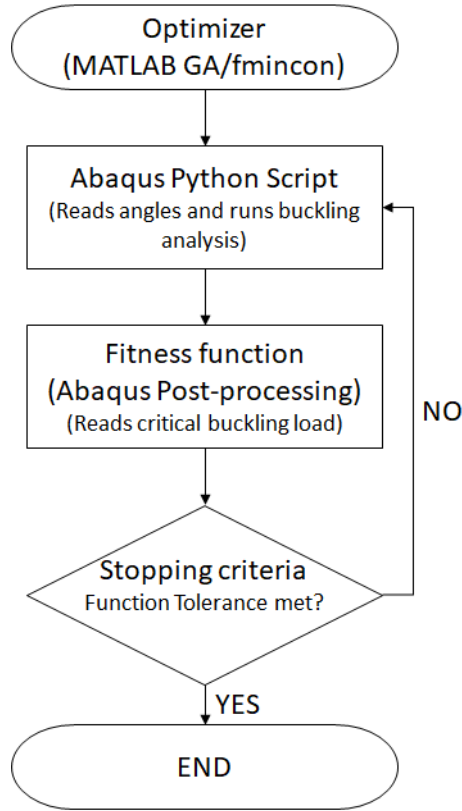 Optimizer
(MATLAB GA/fmincon)
Abaqus Python Script
(Reads angles and runs buckling
analysis)
Fitness function
(Abaqus Post-processing)
(Reads critical buckling load)
NO
Stopping criteria
Function Tolerance met?
YES
END